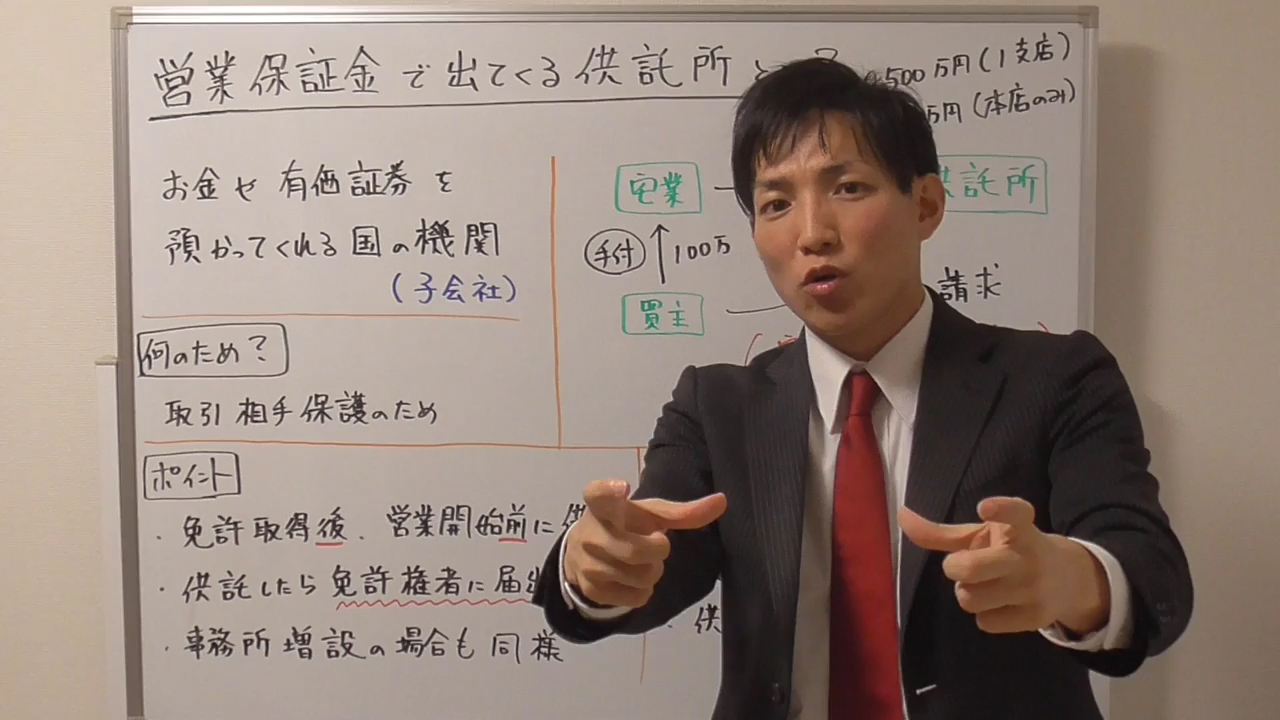 営業保証金で出てくる供託所と
500万円(1支店)
万円(本店のみ)
お金や有価証券を
預かってくれる国の機関
(子会社)
何のため?
取引相手保護のため
ポイント
・免許取得後、営業開始前に供
・供託したら免許権者に届出
・事務所増設の場合も同様
宅業
供託所
手付
100万
買主
請求
・供